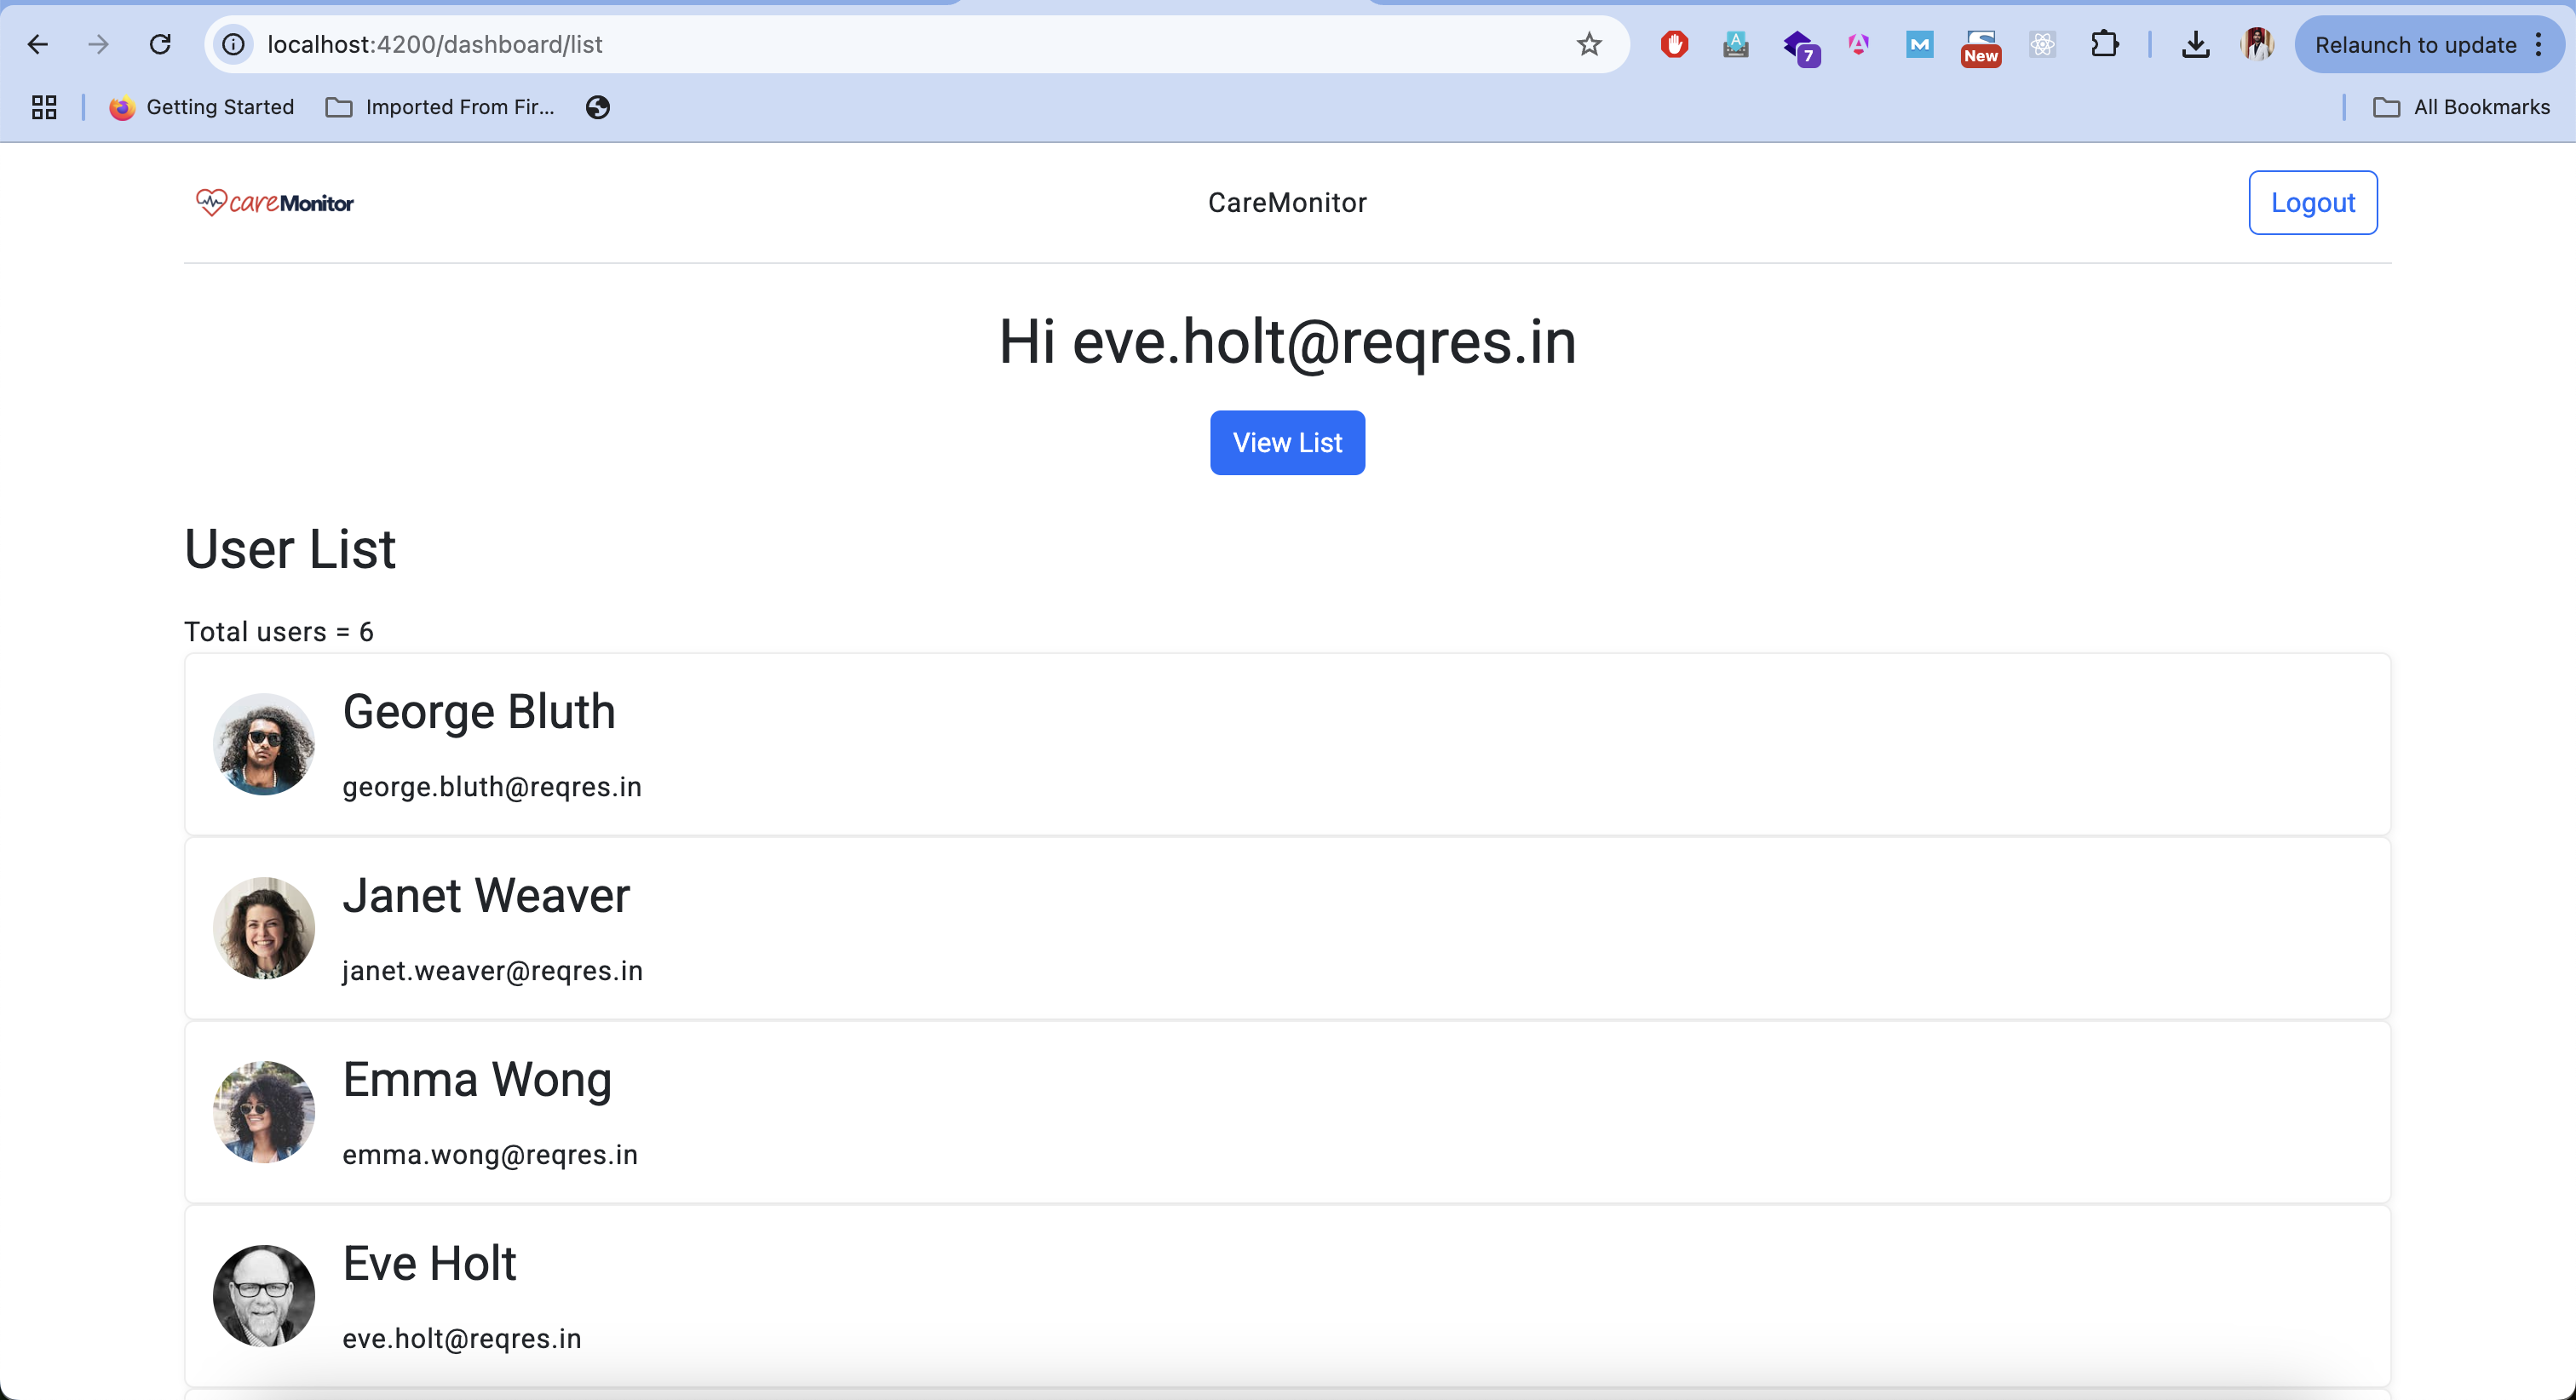 localhost:4200/dashboard/list
7
New
Relaunch to update
Getting Started
Imported From Fir...
All Bookmarks
careMonitor
CareMonitor
Logout
Hi eve.holt@reqres.in
View List
User List
Total users = 6
George Bluth
george.bluth@reqres.in
Janet Weaver
janet.weaver@reqres.in
Emma Wong
emma.wong@reqres.in
Eve Holt
eve.holt@reqres.in